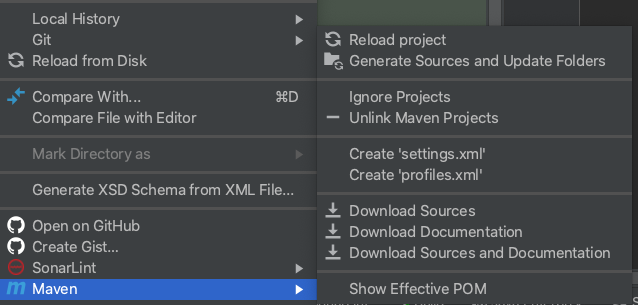 Local History
Git
Reload from Disk
Compare With...
⌘D
Compare File with Editor
Mark Directory as
Generate XSD Schema from XML File...
Open on GitHub
Create Gist...
SonarLint
Maven
Reload project
Generate Sources and Update Folders
Ignore Projects
Unlink Maven Projects
Create 'settings.xml'
Create 'profiles.xml'
Download Sources
Download Documentation
Download Sources and Documentation
Show Effective POM